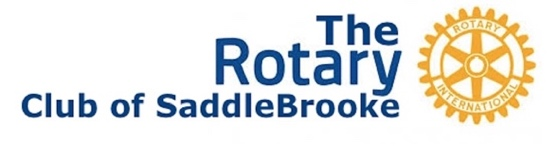 The
Rotary
Club of SaddleBrooke
ROTARY
INTERNATIONAL